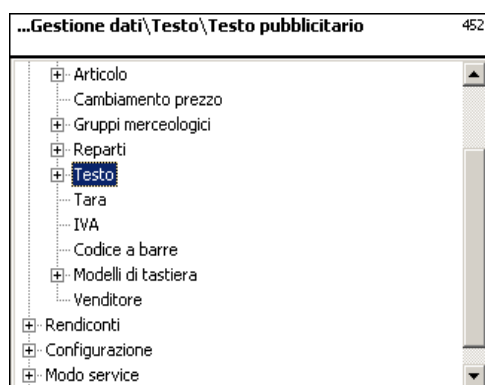 ...Gestione dati\Testo\Testo pubblicitario 452
Articolo
Cambiamento prezzo
Gruppi merceologici
Reparti
Testo
Tara
IVA
Codice a barre
Modelli di tastiera
Venditore
Rendiconti
Configurazione
Modo service